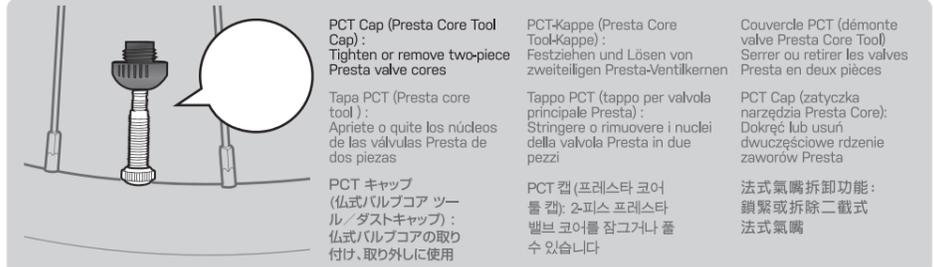 PCT Cap (Presta Core Tool
Cap) :
Tighten or remove two-piece
Presta valve cores
PCT-Kappe (Presta Core
Tool-Kappe) :
Festziehen und Lösen von
zweiteiligen Presta-Ventilkernen
Couvercle PCT (démonte
valve Presta Core Tool)
Serrer ou retirer les valves
Presta en deux pièces
Tapa PCT (Presta core
tool ) :
Apriete o quite los núcleos
de las válvulas Presta de
dos piezas
Tappo PCT (tappo per valvola
principale Presta) :
Stringere o rimuovere i nuclei
della valvola Presta in due
pezzi
PCT Cap (zatyczka
narzędzia Presta Core):
Dokręć lub usuń
dwuczęściowe rdzenie
zaworów Presta
PCT キャップ
(仏式バルブコア ツー
ル／ダストキャップ) :
仏式バルブコアの取り
付け、取り外しに使用
PCT 캡 (프레스타 코어
툴 캡): 2-피스 프레스타
밸브 코어를 잠그거나 풀
수 있습니다
法式氣嘴拆卸功能：
鎖緊或拆除二截式
法式氣嘴